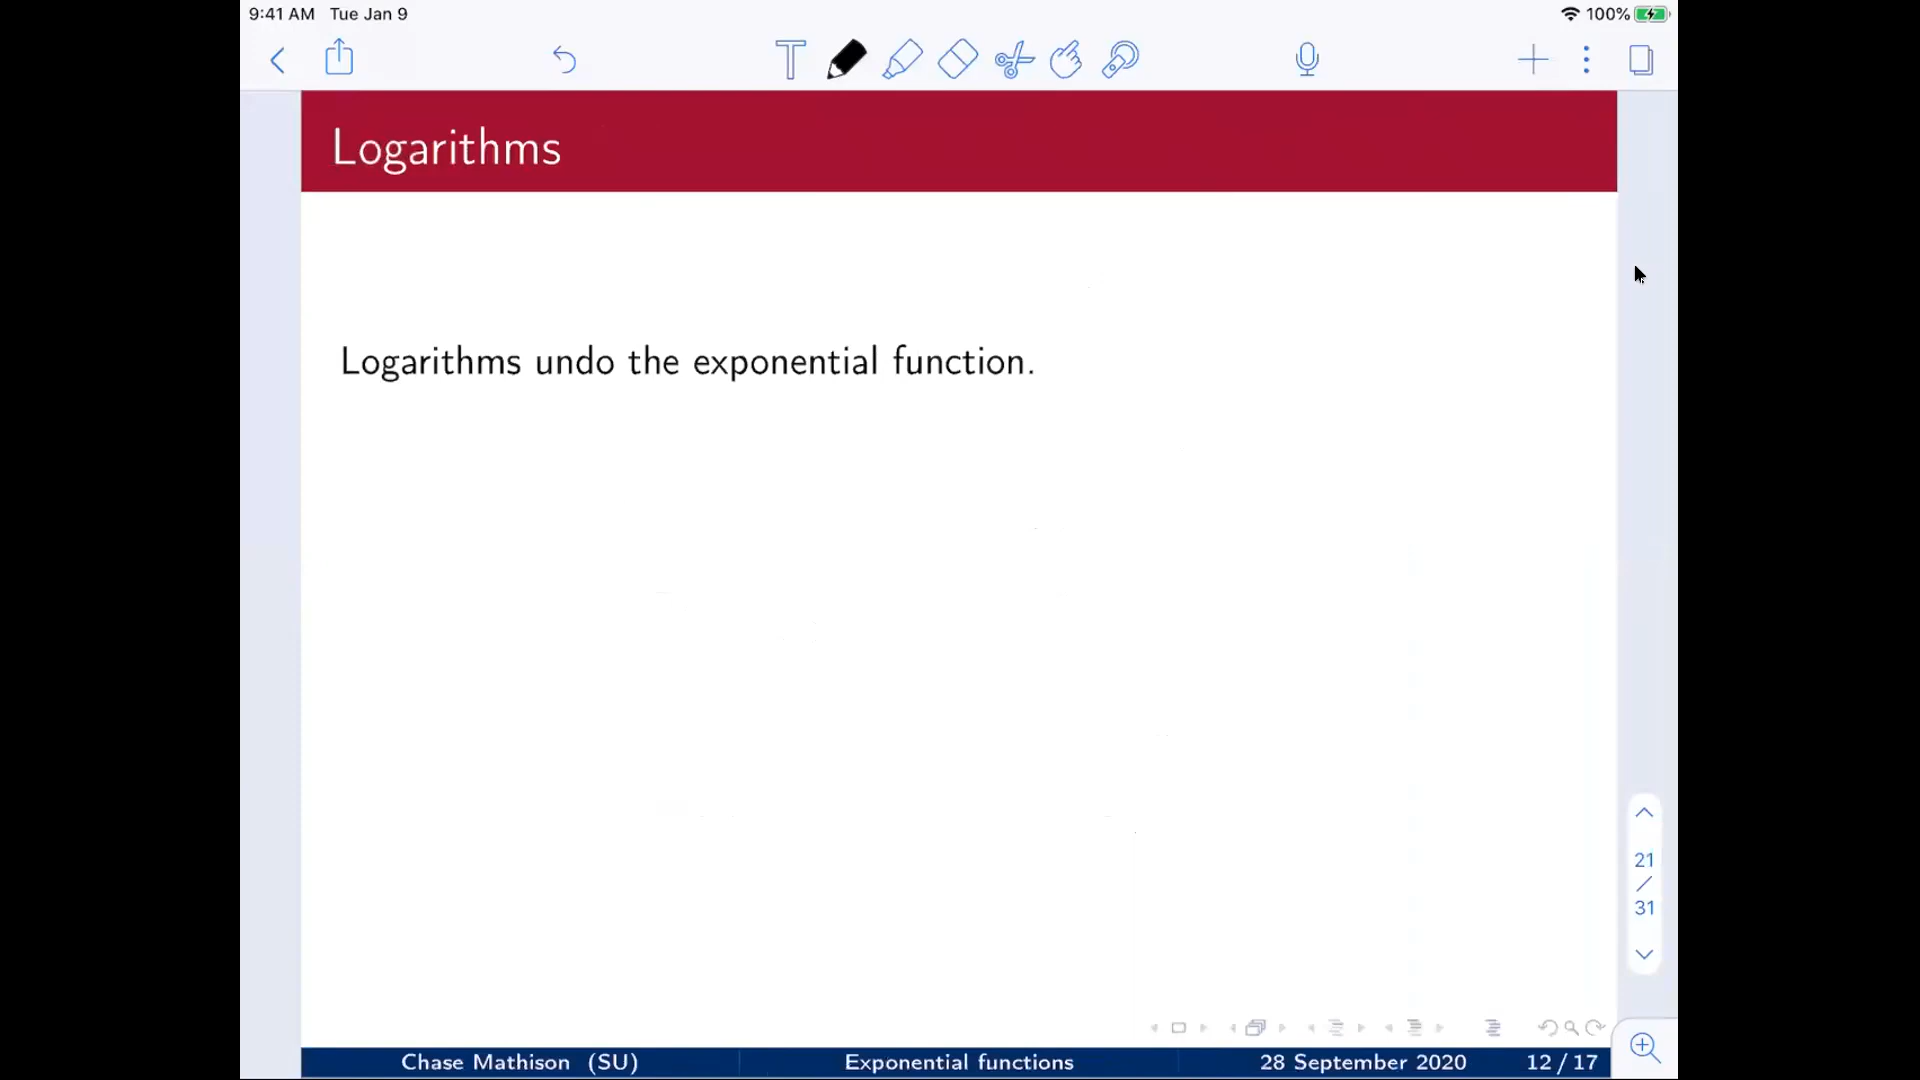 9:41 AM Tue Jan 9
100%
Logarithms
Logarithms undo the exponential function.
21
/
31
Chase Mathison (SU) Exponential functions 28 September 2020 12 / 17